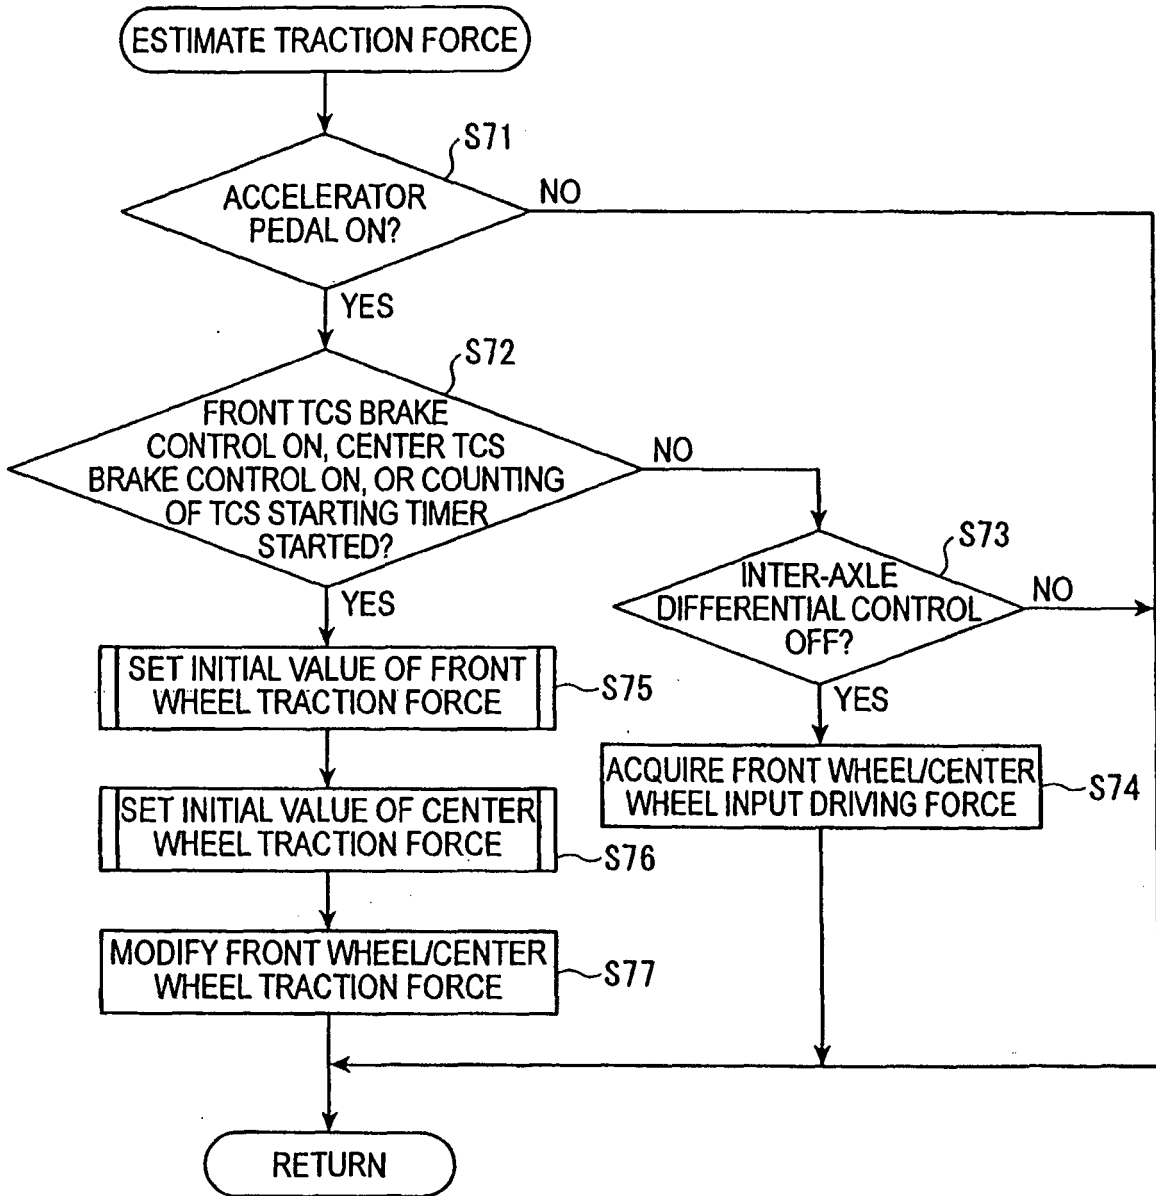 ESTIMATE TRACTION FORCE
S71
ACCELERATOR
PEDAL ON?
NO
YES
S72
FRONT TCS BRAKE
CONTROL ON, CENTER TCS
BRAKE CONTROL ON, OR COUNTING
OF TCS STARTING TIMER
STARTED?
NO
YES
S73
INTER-AXLE
DIFFERENTIAL CONTROL
OFF?
NO
YES
SET INITIAL VALUE OF FRONT
WHEEL TRACTION FORCE
S75
ACQUIRE FRONT WHEEL/CENTER
WHEEL INPUT DRIVING FORCE
S74
SET INITIAL VALUE OF CENTER
WHEEL TRACTION FORCE
S76
MODIFY FRONT WHEEL/CENTER
WHEEL TRACTION FORCE
S77
RETURN